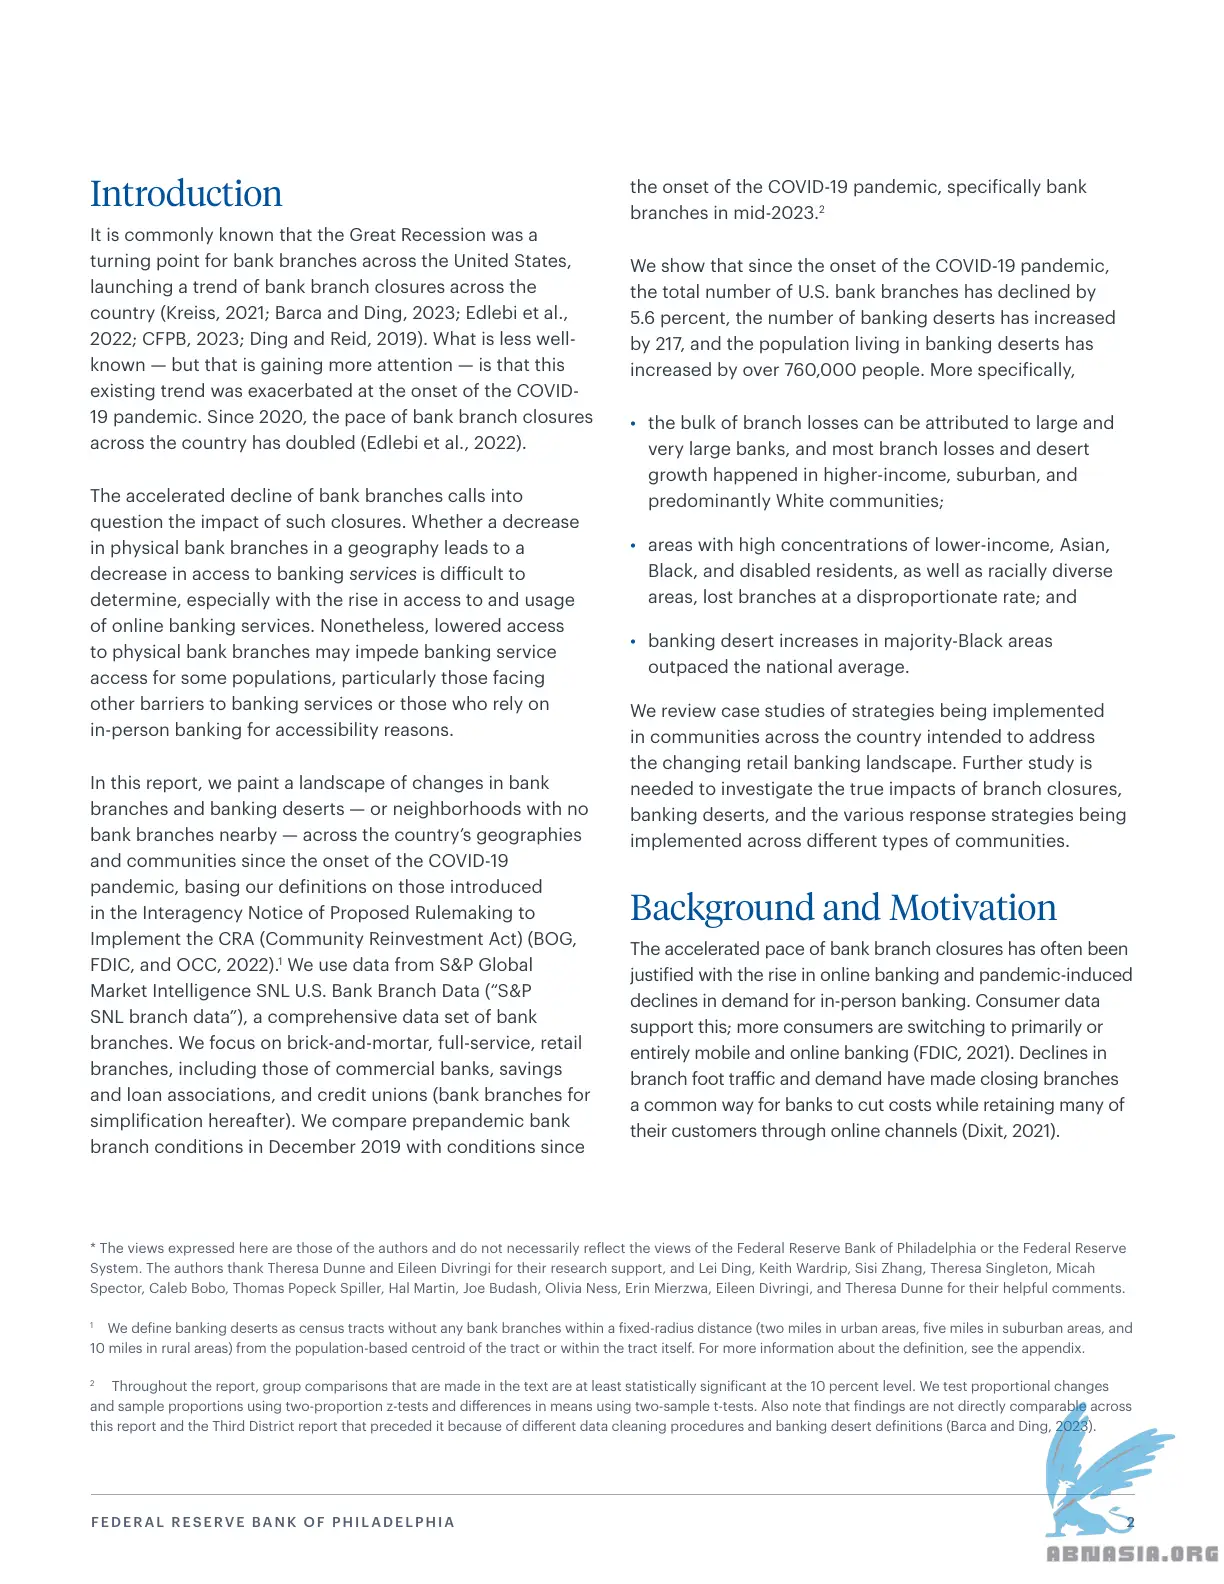 Introduction
It is commonly known that the Great Recession was a
turning point for bank branches across the United States,
launching a trend of bank branch closures across the
country (Kreiss, 2021; Barca and Ding, 2023; Edlebi et al.,
2022; CFPB, 2023; Ding and Reid, 2019). What is less well-
known — but that is gaining more attention — is that this
existing trend was exacerbated at the onset of the COVID-
19 pandemic. Since 2020, the pace of bank branch closures
across the country has doubled (Edlebi et al., 2022).
The accelerated decline of bank branches calls into
question the impact of such closures. Whether a decrease
in physical bank branches in a geography leads to a
decrease in access to banking services is difficult to
determine, especially with the rise in access to and usage
of online banking services. Nonetheless, lowered access
to physical bank branches may impede banking service
access for some populations, particularly those facing
other barriers to banking services or those who rely on
in-person banking for accessibility reasons.
In this report, we paint a landscape of changes in bank
branches and banking deserts — or neighborhoods with no
bank branches nearby — across the country's geographies
and communities since the onset of the COVID-19
pandemic, basing our definitions on those introduced
in the Interagency Notice of Proposed Rulemaking to
Implement the CRA (Community Reinvestment Act) (BOG,
FDIC, and OCC, 2022).¹ We use data from S&P Global
Market Intelligence SNL U.S. Bank Branch Data (“S&P
SNL branch data”), a comprehensive data set of bank
branches. We focus on brick-and-mortar, full-service, retail
branches, including those of commercial banks, savings
and loan associations, and credit unions (bank branches for
simplification hereafter). We compare prepandemic bank
branch conditions in December 2019 with conditions since
the onset of the COVID-19 pandemic, specifically bank
branches in mid-2023.²
We show that since the onset of the COVID-19 pandemic,
the total number of U.S. bank branches has declined by
5.6 percent, the number of banking deserts has increased
by 217, and the population living in banking deserts has
increased by over 760,000 people. More specifically,
• the bulk of branch losses can be attributed to large and
very large banks, and most branch losses and desert
growth happened in higher-income, suburban, and
predominantly White communities;
• areas with high concentrations of lower-income, Asian,
Black, and disabled residents, as well as racially diverse
areas, lost branches at a disproportionate rate; and
• banking desert increases in majority-Black areas
outpaced the national average.
We review case studies of strategies being implemented
in communities across the country intended to address
the changing retail banking landscape. Further study is
needed to investigate the true impacts of branch closures,
banking deserts, and the various response strategies being
implemented across different types of communities.
Background and Motivation
The accelerated pace of bank branch closures has often been
justified with the rise in online banking and pandemic-induced
declines in demand for in-person banking. Consumer data
support this; more consumers are switching to primarily or
entirely mobile and online banking (FDIC, 2021). Declines in
branch foot traffic and demand have made closing branches
a common way for banks to cut costs while retaining many of
their customers through online channels (Dixit, 2021).
* The views expressed here are those of the authors and do not necessarily reflect the views of the Federal Reserve Bank of Philadelphia or the Federal Reserve
System. The authors thank Theresa Dunne and Eileen Divringi for their research support, and Lei Ding, Keith Wardrip, Sisi Zhang, Theresa Singleton, Micah
Spector, Caleb Bobo, Thomas Popeck Spiller, Hal Martin, Joe Budash, Olivia Ness, Erin Mierzwa, Eileen Divringi, and Theresa Dunne for their helpful comments.
¹ We define banking deserts as census tracts without any bank branches within a fixed-radius distance (two miles in urban areas, five miles in suburban areas, and
10 miles in rural areas) from the population-based centroid of the tract or within the tract itself. For more information about the definition, see the appendix.
² Throughout the report, group comparisons that are made in the text are at least statistically significant at the 10 percent level. We test proportional changes
and sample proportions using two-proportion z-tests and differences in means using two-sample t-tests. Also note that findings are not directly comparable across
this report and the Third District report that preceded it because of different data cleaning procedures and banking desert definitions (Barca and Ding, 2023).
FEDERAL RESERVE BANK OF PHILADELPHIA
2
ABNASIA.ORG